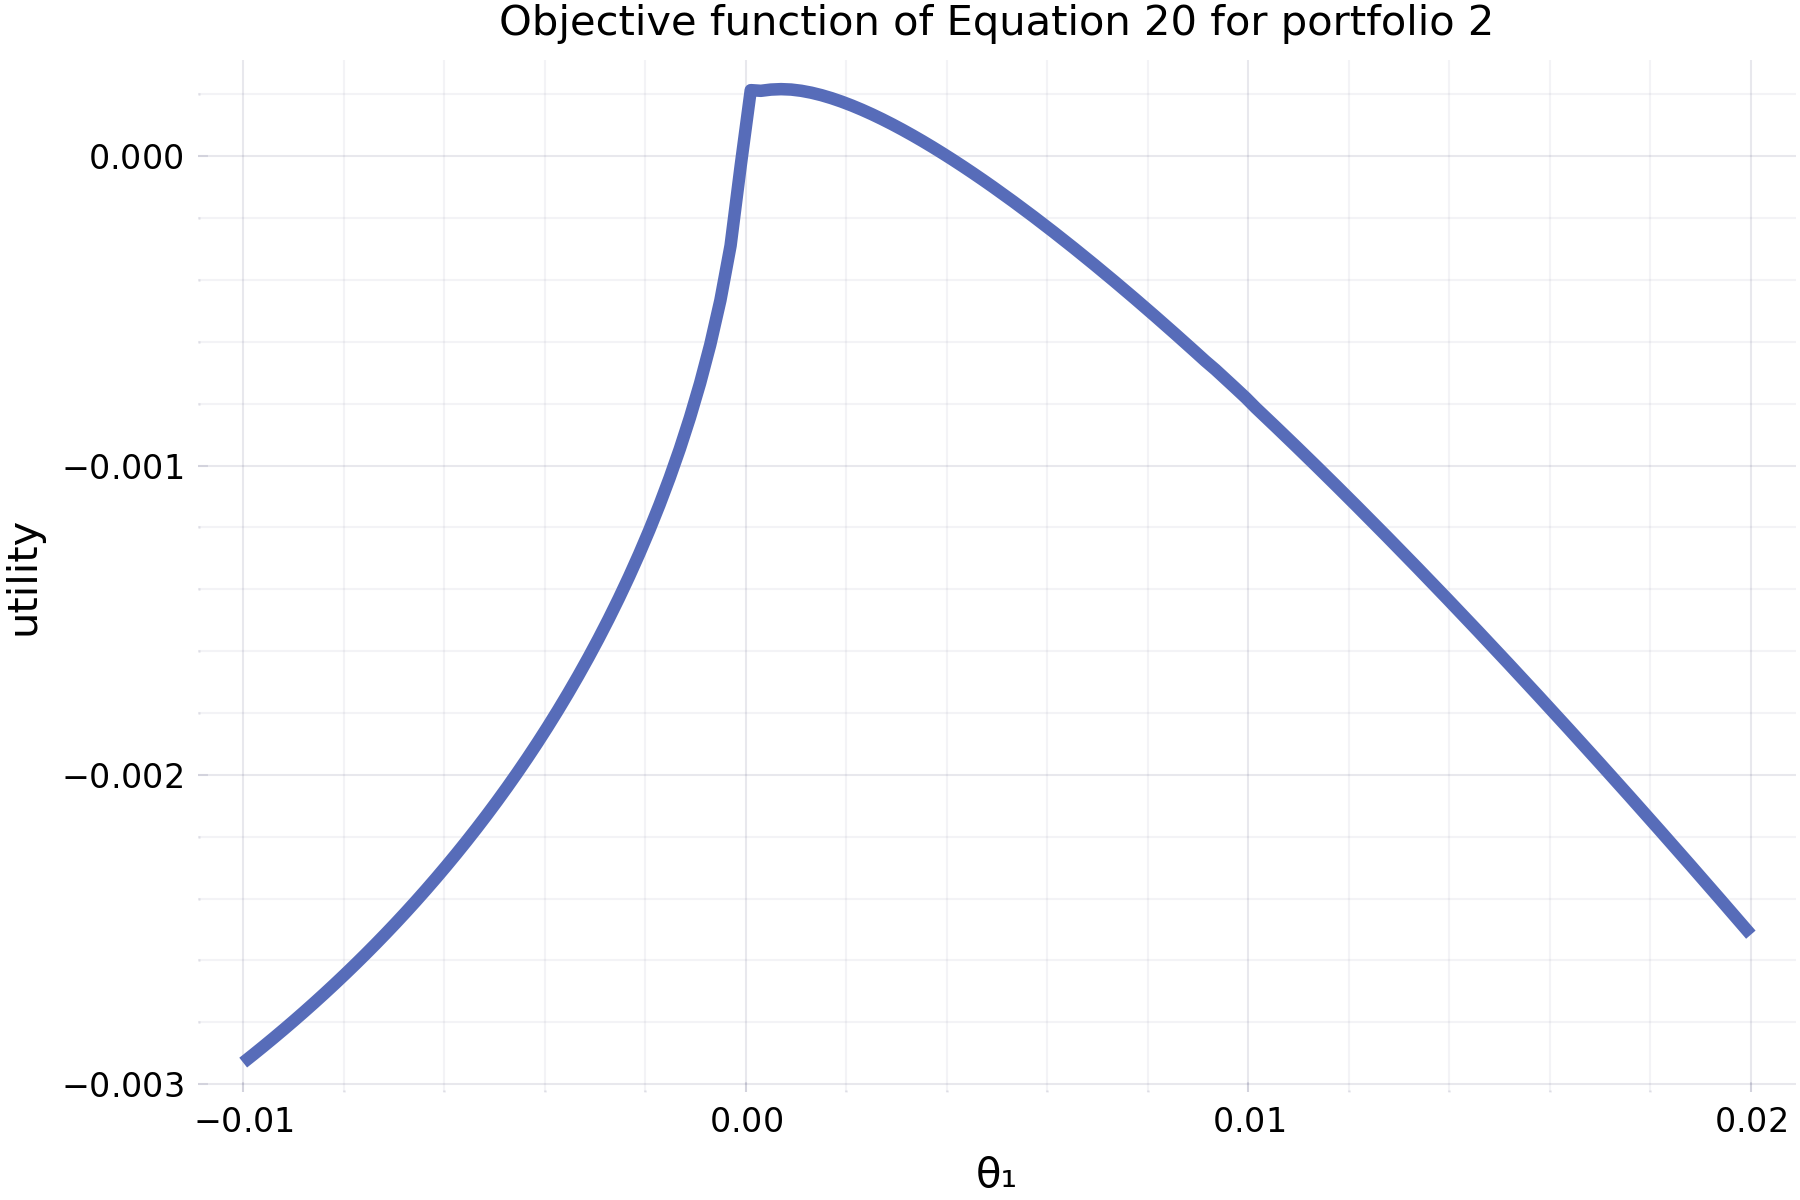 Objective function of Equation 20 for portfolio 2
0.000
−0.001
−0.002
−0.003
utility
−0.01 0.00 0.01 0.02
θ₁